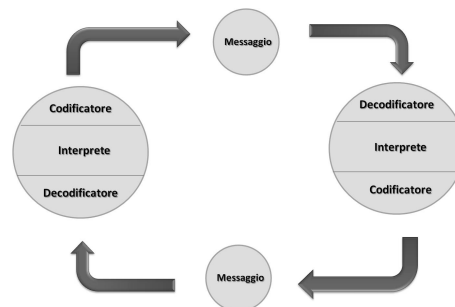 Messaggio
Codificatore
Interprete
Decodificatore
Decodificatore
Interprete
Codificatore
Messaggio